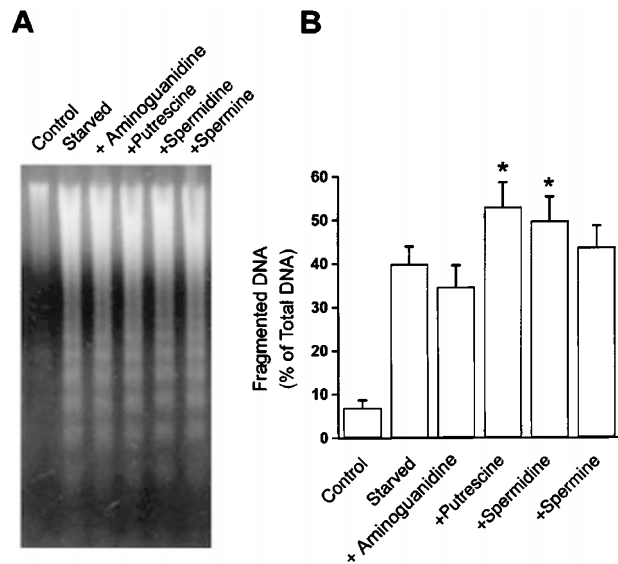 A
Control
Starved
+ Aminoguanidine
+Putrescine
+Spermidine
+Spermine
B
Fragmented DNA
(% of Total DNA)
60
50
40
30
20
10
0
*
*
Control
Starved
+ Aminoguanidine
+Putrescine
+Spermidine
+Spermine